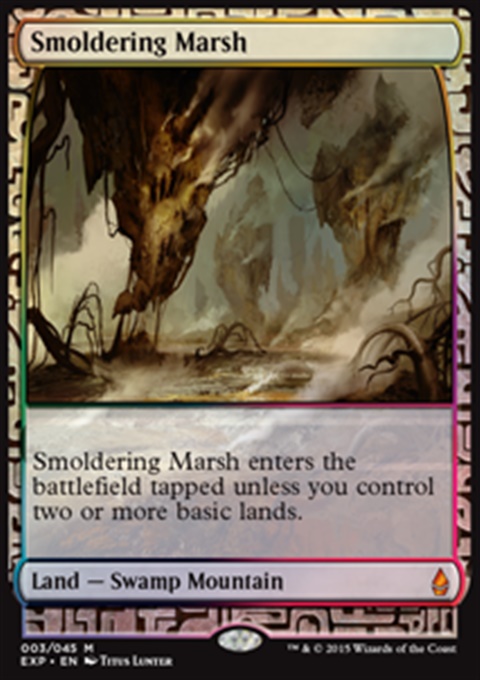 Smoldering Marsh
Smoldering Marsh enters the
battlefield tapped unless you control
two or more basic lands.
Land — Swamp Mountain
003/045 M
EXP • EN Titus Lunter
™ & © 2015 Wizards of the Coast